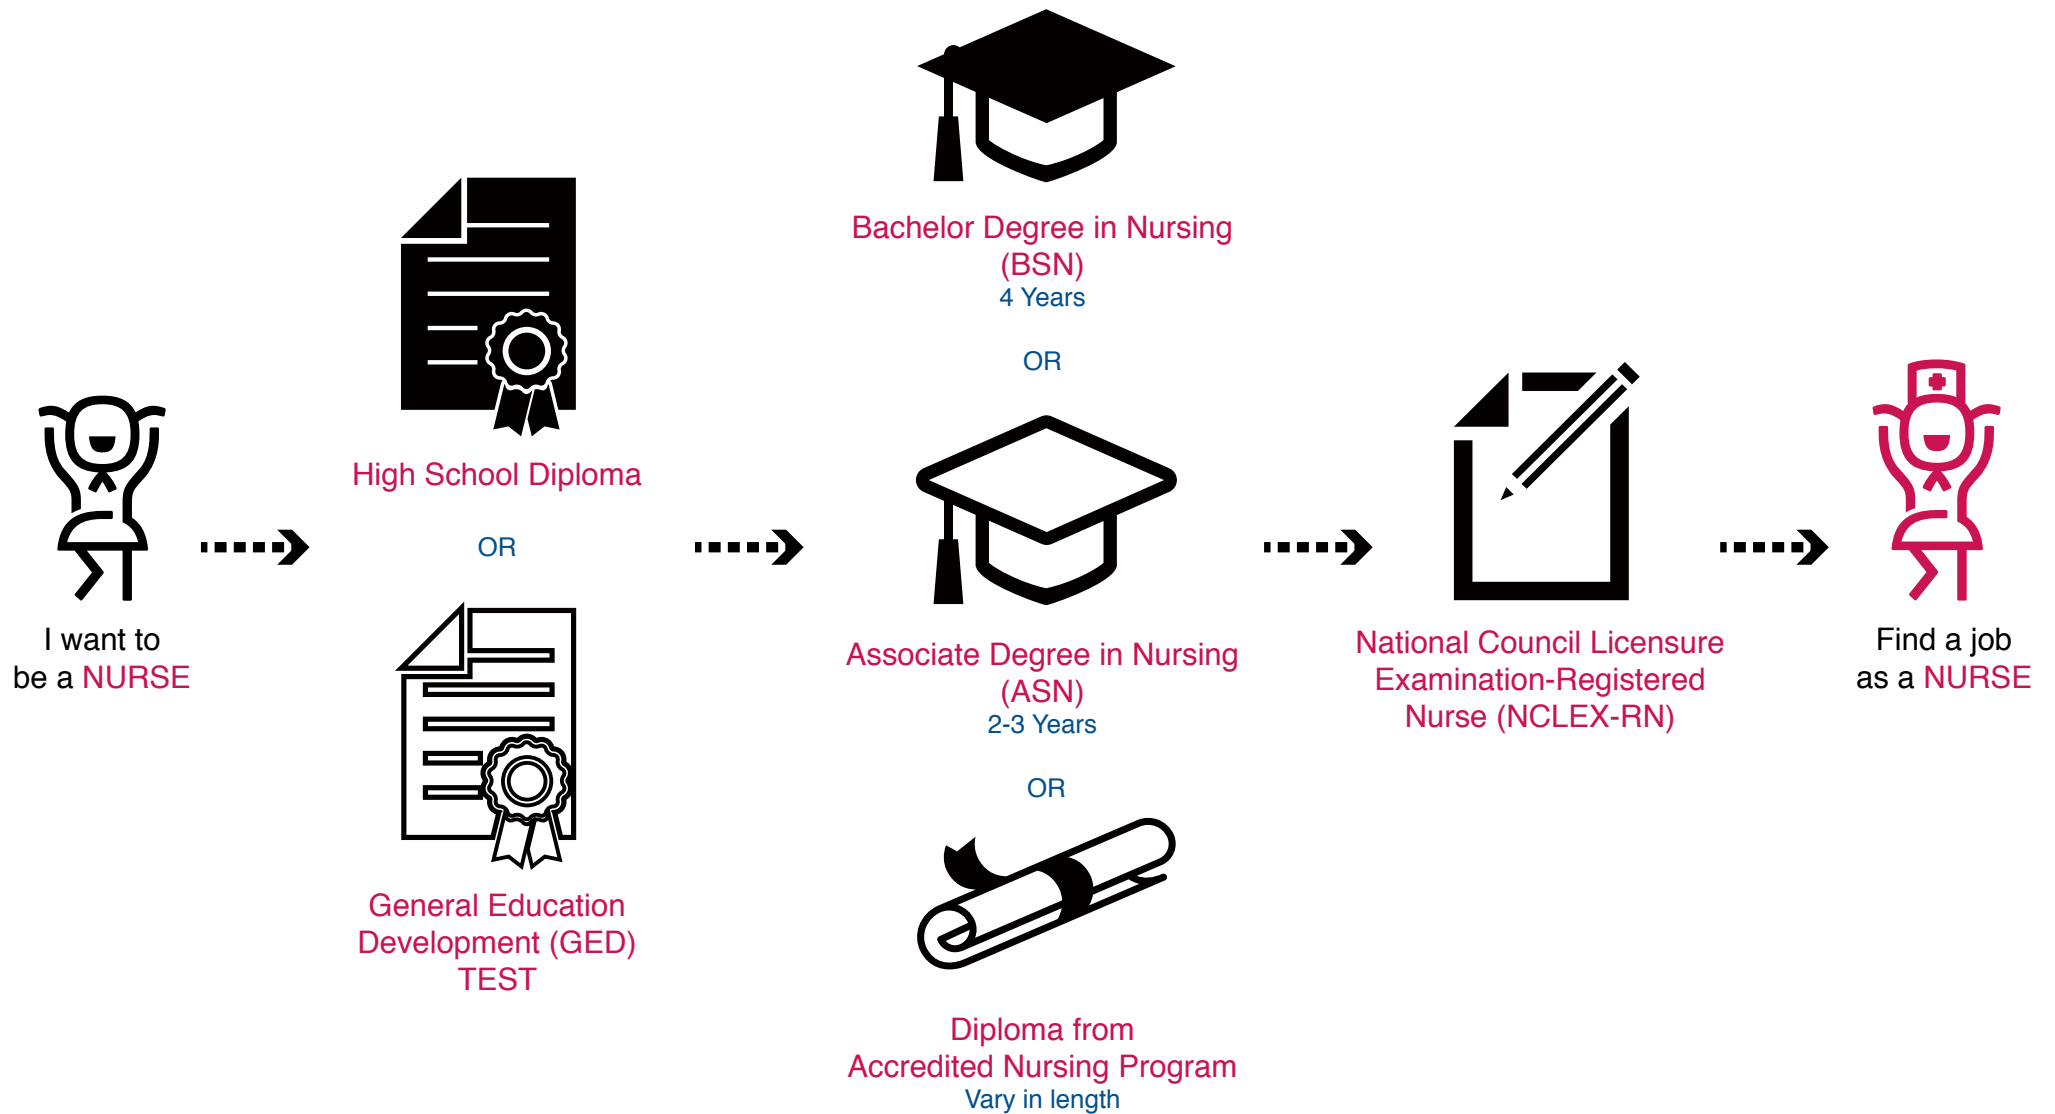 I want to
be a NURSE
High School Diploma
OR
General Education
Development (GED)
TEST
Bachelor Degree in Nursing
(BSN)
4 Years
OR
Associate Degree in Nursing
(ASN)
2-3 Years
OR
Diploma from
Accredited Nursing Program
Vary in length
National Council Licensure
Examination-Registered
Nurse (NCLEX-RN)
Find a job
as a NURSE